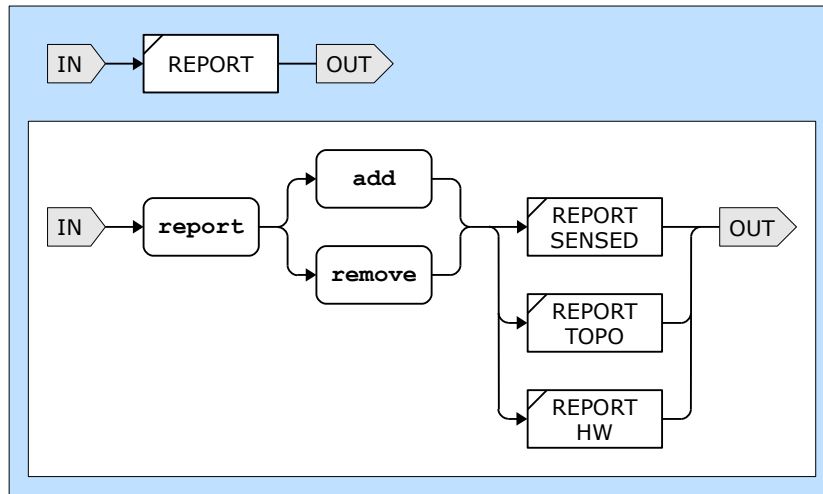 IN
REPORT
OUT
IN
report
add
remove
REPORT
SENSED
REPORT
TOPO
REPORT
HW
OUT